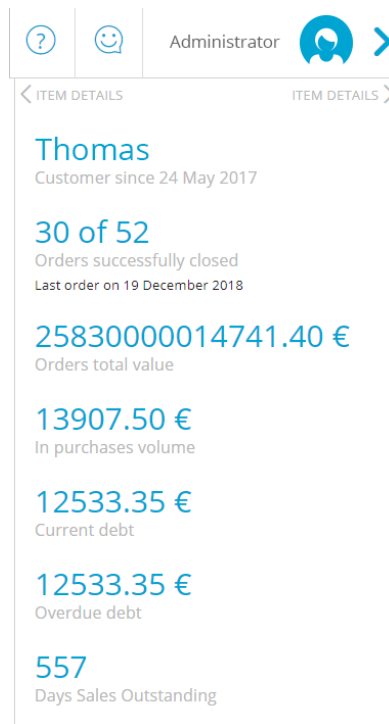 ?
Administrator
ITEM DETAILS
ITEM DETAILS
Thomas
Customer since 24 May 2017
30 of 52
Orders successfully closed
Last order on 19 December 2018
25830000014741.40 €
Orders total value
13907.50 €
In purchases volume
12533.35 €
Current debt
12533.35 €
Overdue debt
557
Days Sales Outstanding